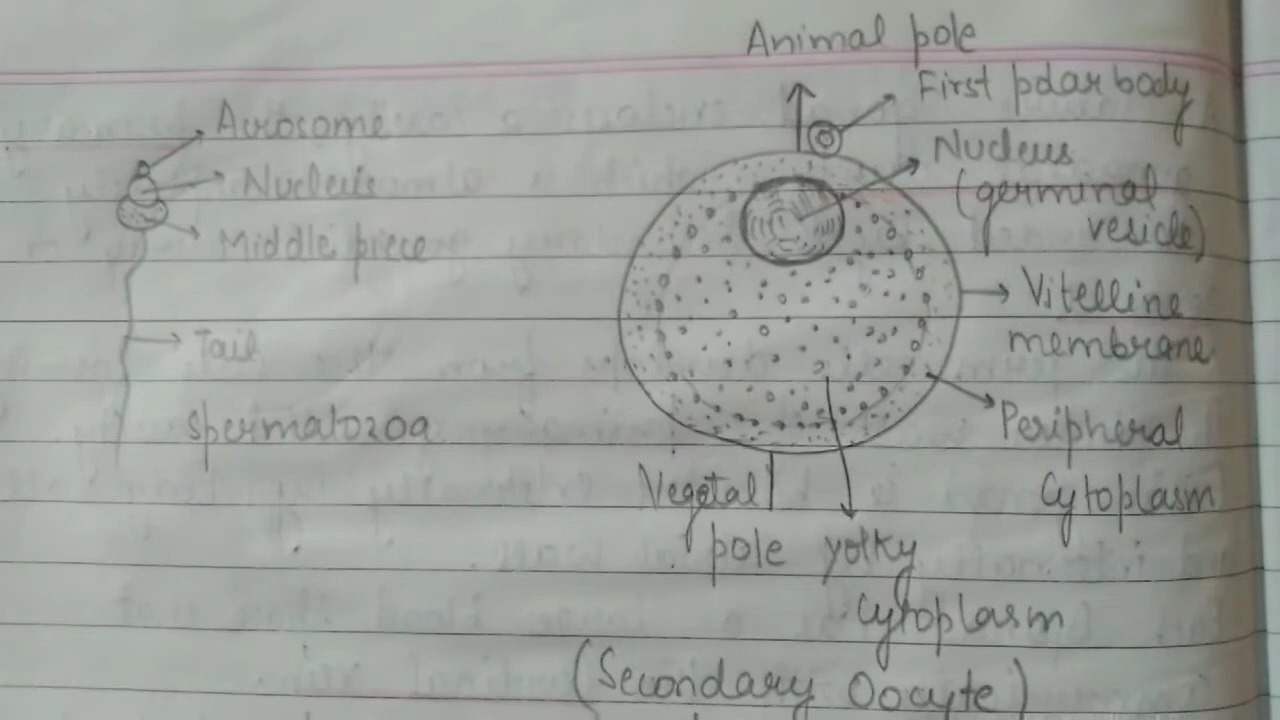 Acrosome
Nucleus
Middle piece
Tail
Spermatozoa
Animal pole
First polar body
Nucleus
(germinal
vesicle)
Vitelline
membrane
Peripheral
Cytoplasm
Vegetal
pole
yolky
cytoplasm
(Secondary Oocyte)